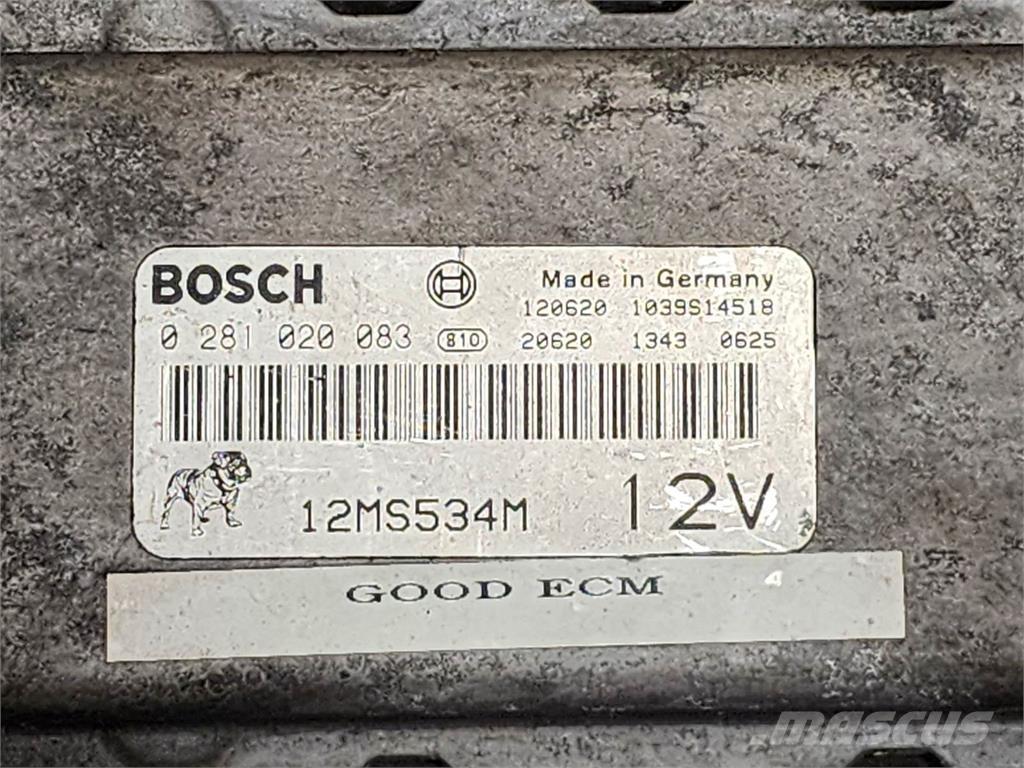 BOSCH Made in Germany
120620 1039S14518
0 281 020 083 810 20620 1343 0625
12MS534M 12V
GOOD ECM
MASCUS